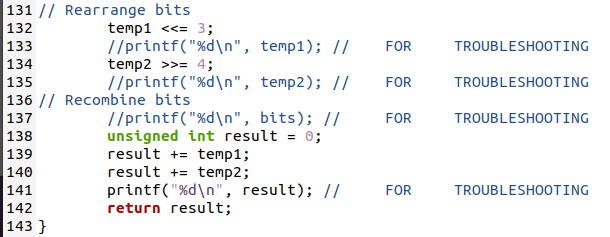 131 // Rearrange bits
132         temp1 <<= 3;
133         //printf("%d\n", temp1); //    FOR     TROUBLESHOOTING
134         temp2 >>= 4;
135         //printf("%d\n", temp2); //    FOR     TROUBLESHOOTING
136 // Recombine bits
137         //printf("%d\n", bits); //     FOR     TROUBLESHOOTING
138         unsigned int result = 0;
139         result += temp1;
140         result += temp2;
141         printf("%d\n", result); //     FOR     TROUBLESHOOTING
142         return result;
143 }